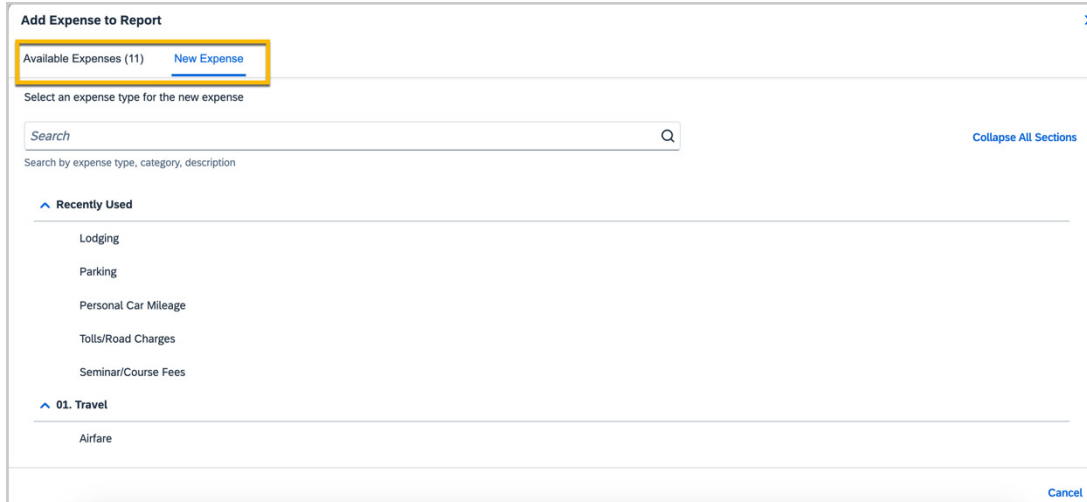 Add Expense to Report
Available Expenses (11) New Expense
Select an expense type for the new expense
Search
Collapse All Sections
Search by expense type, category, description
Recently Used
Lodging
Parking
Personal Car Mileage
Tolls/Road Charges
Seminar/Course Fees
01. Travel
Airfare
Cancel